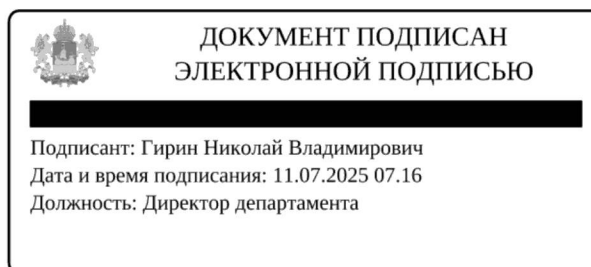 ДОКУМЕНТ ПОДПИСАН
ЭЛЕКТРОННОЙ ПОДПИСЬЮ
Подписант: Гирин Николай Владимирович
Дата и время подписания: 11.07.2025 07.16
Должность: Директор департамента